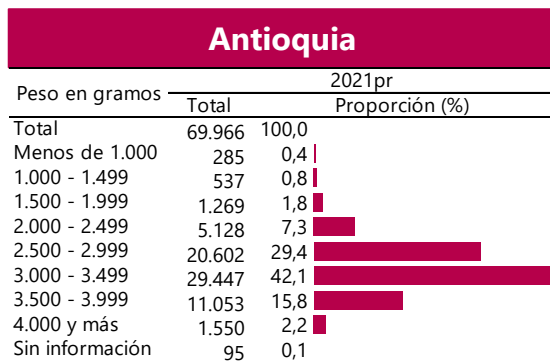 Antioquia
2021pr
Peso en gramos
Total Proporción (%)
Total 69.966 100,0
Menos de 1.000 285 0,4
1.000 - 1.499 537 0,8
1.500 - 1.999 1.269 1,8
2.000 - 2.499 5.128 7,3
2.500 - 2.999 20.602 29,4
3.000 - 3.499 29.447 42,1
3.500 - 3.999 11.053 15,8
4.000 y más 1.550 2,2
Sin información 95 0,1